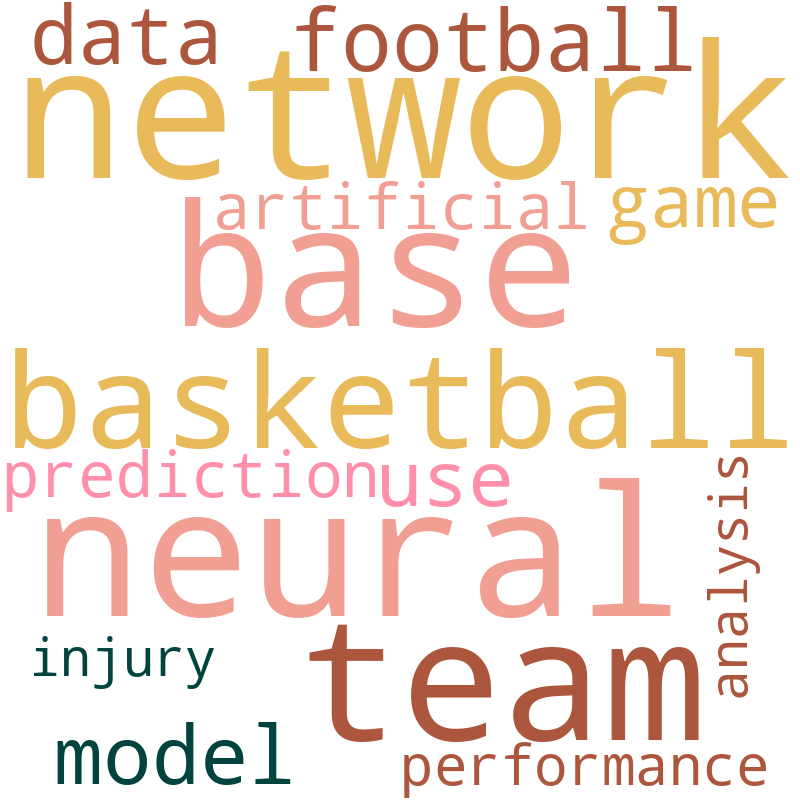 data football
network
artificial game
base
basketball
prediction use
analysis
neural
injury team
model
performance